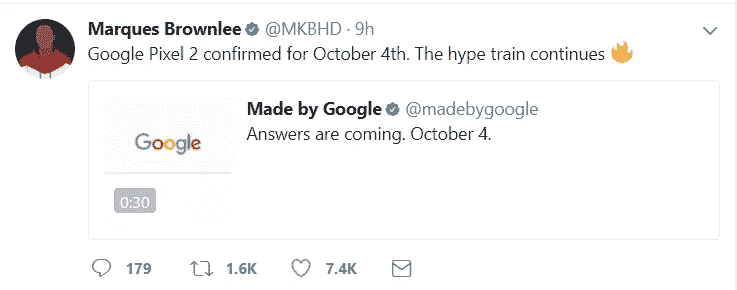 Marques Brownlee @MKBHD · 9h
Google Pixel 2 confirmed for October 4th. The hype train continues 🔥
Made by Google @madebygoogle
Answers are coming. October 4.
Google
0:30
179 1.6K 7.4K